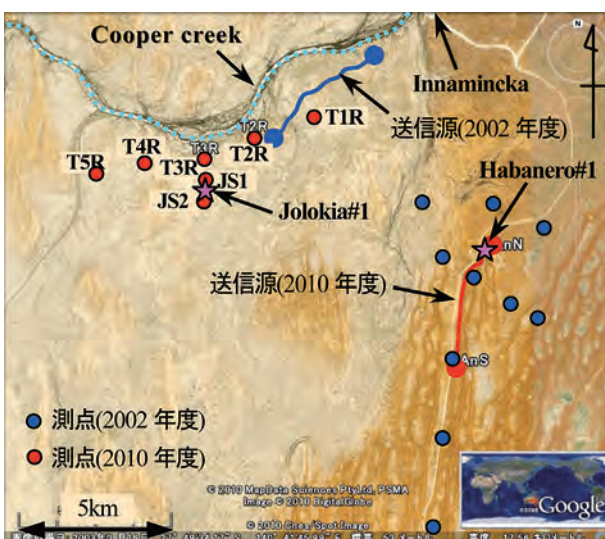 Cooper creek
N
Innamincka
T1R
送信源(2002 年度)
T2R
T2R
T3R
T4R
T3R
T5R
JS1
JS2
Jolokia#1
Habanero#1
AnN
送信源(2010 年度)
AnS
測点(2002 年度)
測点(2010 年度)
© 2010 MapData Sciences PtyLtd, PSMA
Image © 2010 DigitalGlobe
© 2010 Cnes/Spot Image
Google
5km